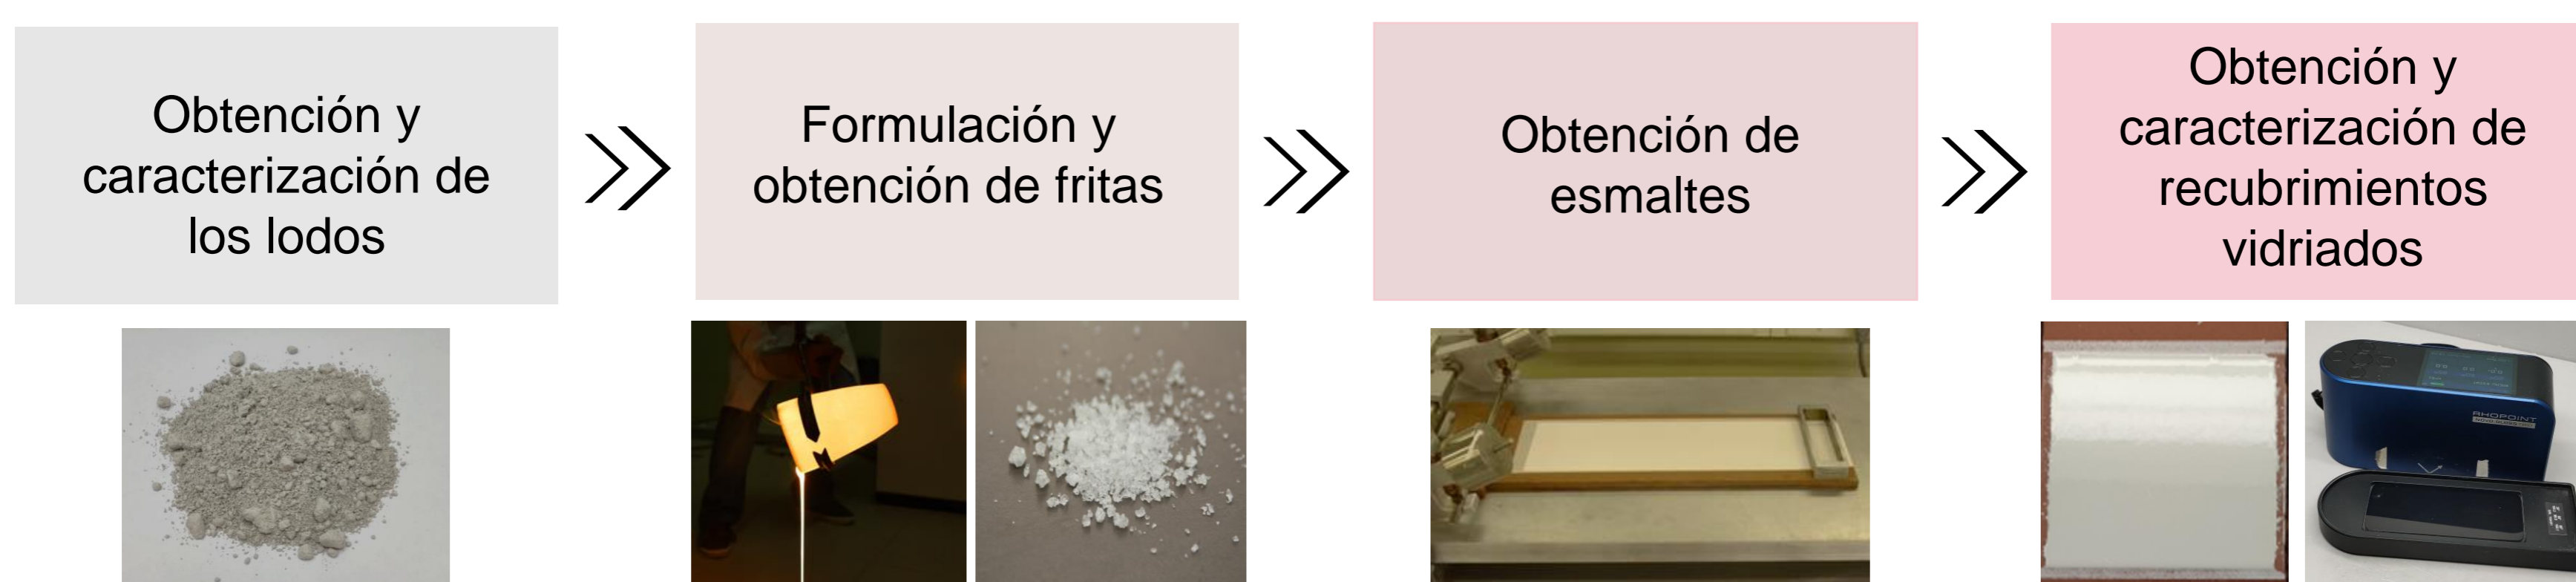 Obtención y
caracterización de
los lodos
Formulación y
obtención de fritas
Obtención de
esmaltes
Obtención y
caracterización de
recubrimientos
vidriados
RHOPOINT